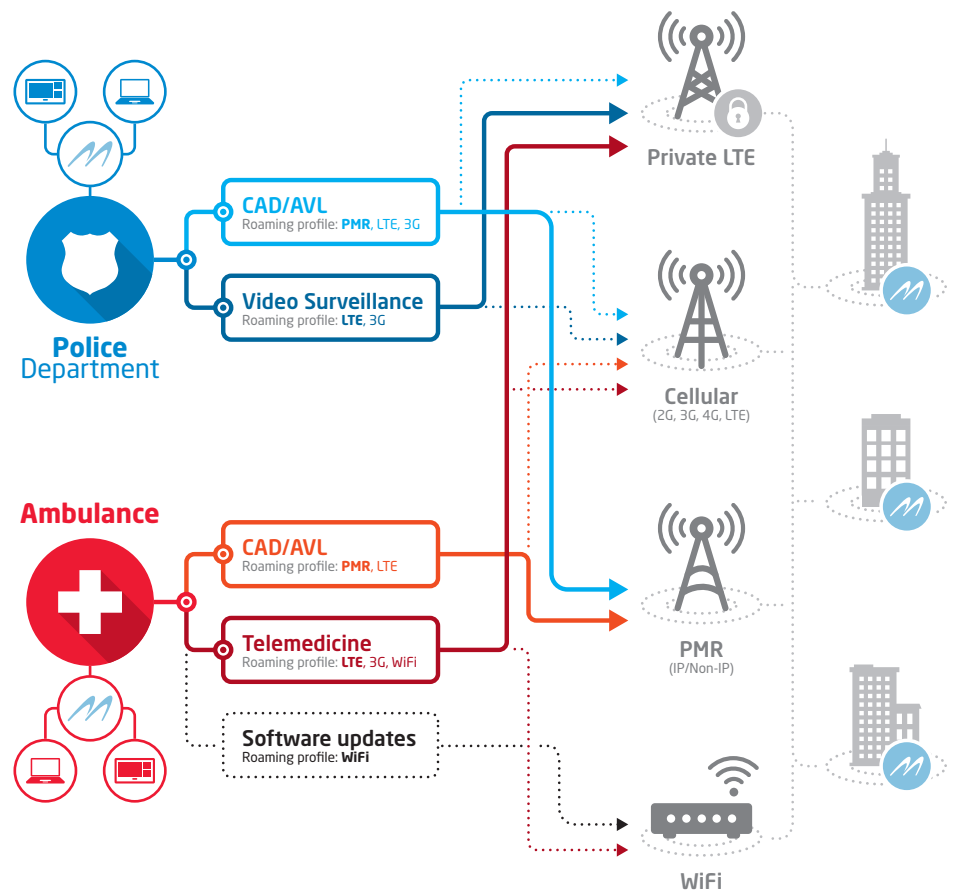 Private LTE
CAD/AVL
Roaming profile: PMR, LTE, 3G
Video Surveillance
Roaming profile: LTE, 3G
Police
Department
Cellular
(2G, 3G, 4G, LTE)
Ambulance
CAD/AVL
Roaming profile: PMR, LTE
Telemedicine
Roaming profile: LTE, 3G, WiFi
PMR
(IP/Non-IP)
Software updates
Roaming profile: WiFi
WiFi